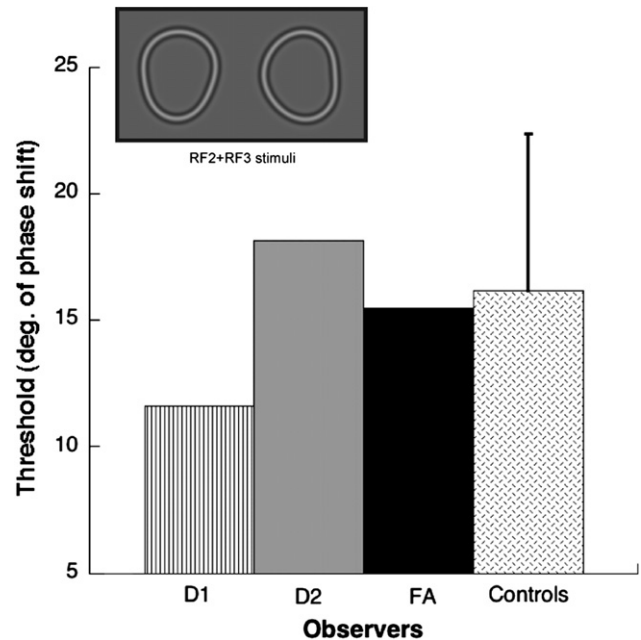 RF2+RF3 stimuli
Threshold (deg. of phase shift)
25
20
15
10
5
D1 D2 FA Controls
Observers